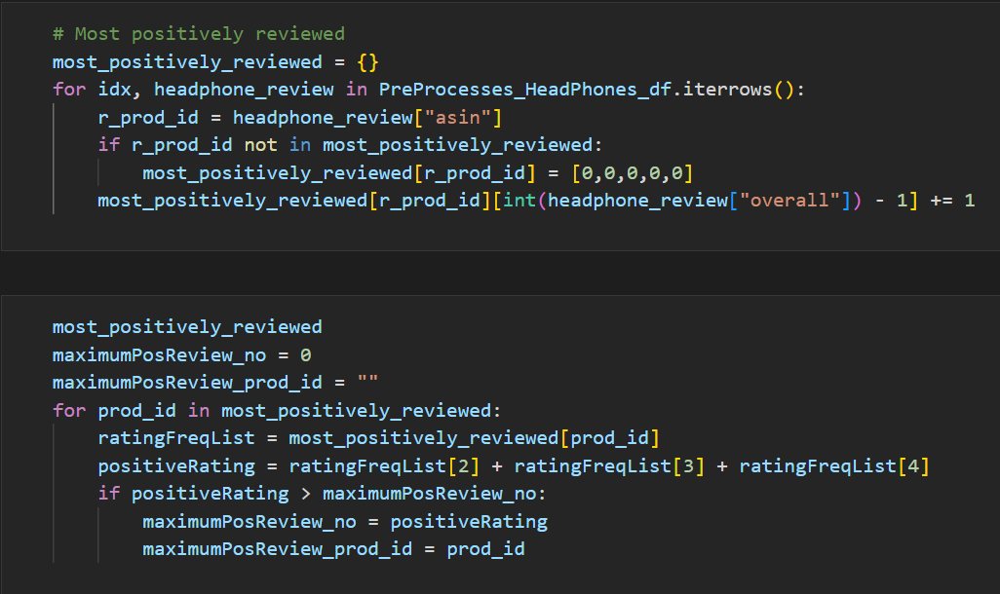 # Most positively reviewed
most_positively_reviewed = {}
for idx, headphone_review in PreProcesses_HeadPhones_df.iterrows():
    r_prod_id = headphone_review["asin"]
    if r_prod_id not in most_positively_reviewed:
        most_positively_reviewed[r_prod_id] = [0,0,0,0,0]
    most_positively_reviewed[r_prod_id][int(headphone_review["overall"]) - 1] += 1
most_positively_reviewed
maximumPosReview_no = 0
maximumPosReview_prod_id = ""
for prod_id in most_positively_reviewed:
    ratingFreqList = most_positively_reviewed[prod_id]
    positiveRating = ratingFreqList[2] + ratingFreqList[3] + ratingFreqList[4]
    if positiveRating > maximumPosReview_no:
        maximumPosReview_no = positiveRating
        maximumPosReview_prod_id = prod_id